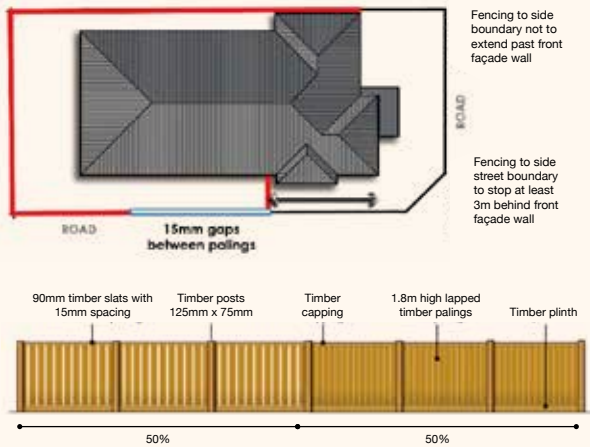 Fencing to side
boundary not to
extend past front
façade wall
ROAD
Fencing to side
street boundary
to stop at least
3m behind front
façade wall
ROAD
15mm gaps
between palings
90mm timber slats with
15mm spacing
Timber posts
125mm x 75mm
Timber
capping
1.8m high lapped
timber palings
Timber plinth
50%
50%